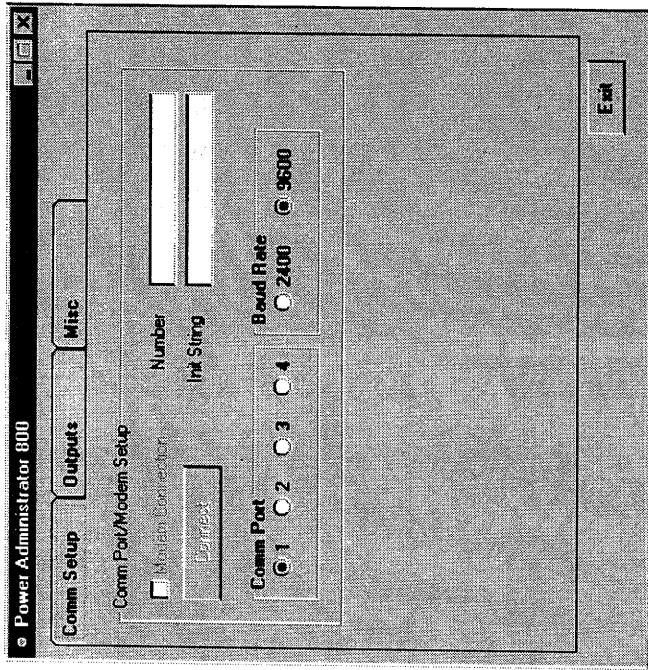 Power Administrator 800
Comm Setup
Outputs
Misc
Comm Port/Modem Setup
Modem Connection
Number
Connect
Init String
Comm Port
1
2
3
4
Baud Rate
2400
9600
Exit